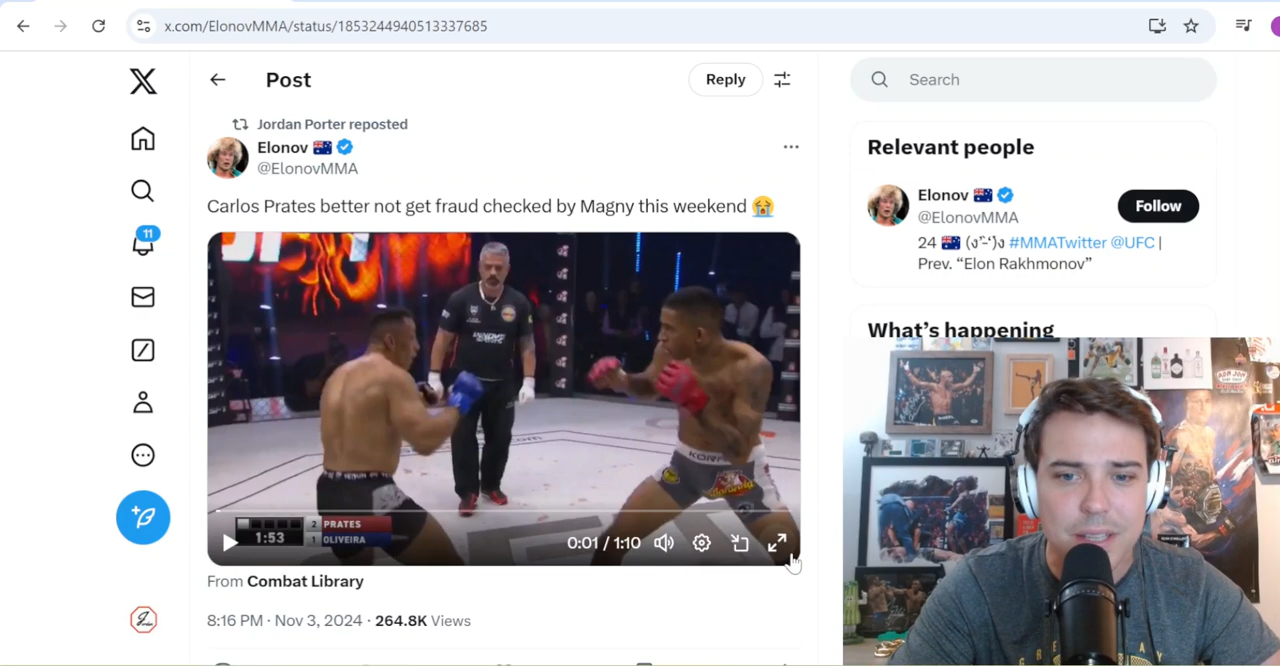 x.com/ElonovMMA/status/1853244940513337685
Post
Reply
Search
Jordan Porter reposted
Elonov 🇦🇺
@ElonovMMA
Carlos Prates better not get fraud checked by Magny this weekend 😭
KORE
2 PRATES
1:53
1 OLIVEIRA
0:01 / 1:10
From Combat Library
8:16 PM · Nov 3, 2024 · 264.8K Views
11
Relevant people
Elonov 🇦🇺
@ElonovMMA
Follow
24 🇦🇺 (ง'̀-'́)ง #MMATwitter @UFC |
Prev. “Elon Rakhmonov”
What’s happening